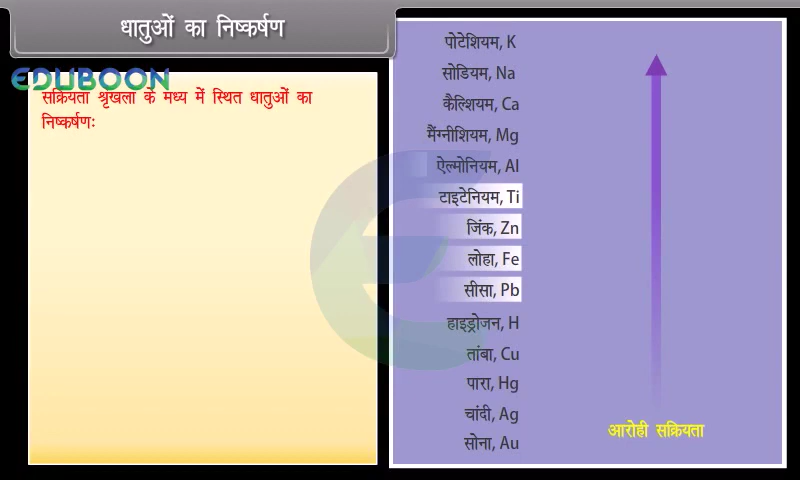 धातुओं का निष्कर्षण
EDUBOON
सक्रियता श्रृखला के मध्य में स्थित धातुओं का
निष्कर्षणः
पोटेशियम, K
सोडियम, Na
कैल्शियम, Ca
मैंग्नीशियम, Mg
ऐल्मोनियम, Al
टाइटेनियम, Ti
जिंक, Zn
लोहा, Fe
सीसा, Pb
हाइड्रोजन, H
तांबा, Cu
पारा, Hg
चांदी, Ag
सोना, Au
आरोही सक्रियता